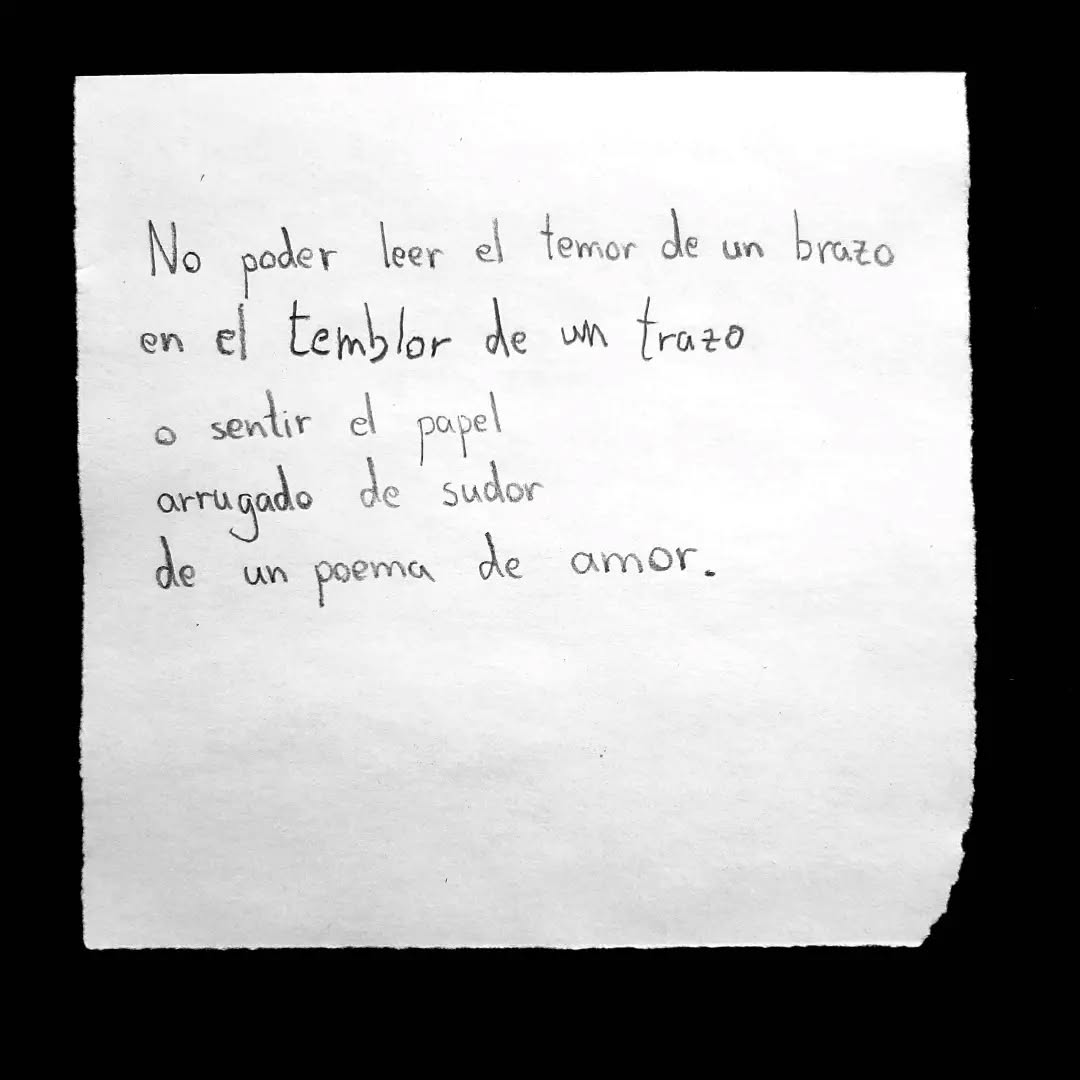 No poder leer el temor de un brazo
en el temblor de un trazo
o sentir el papel
arrugado de sudor
de un poema de amor.